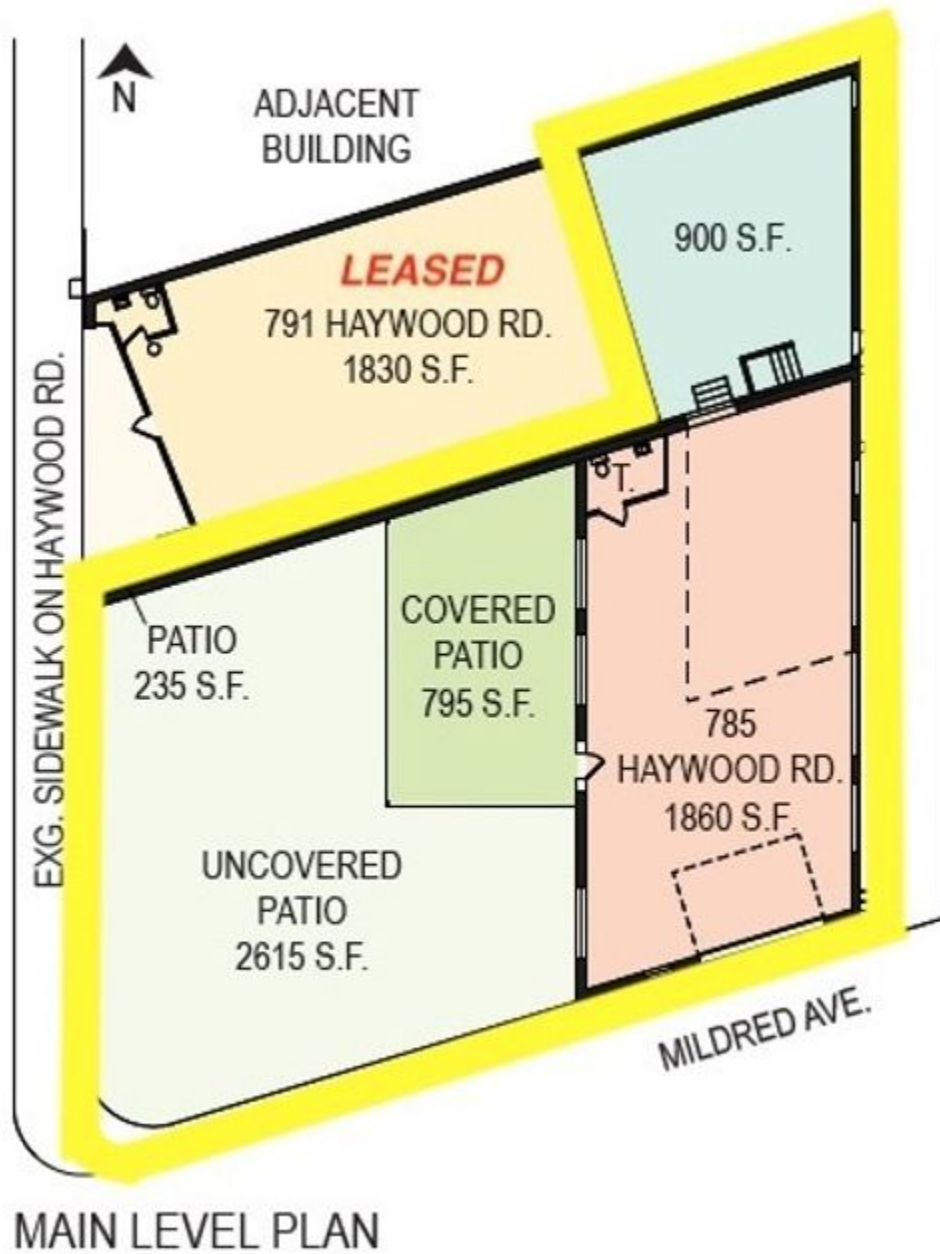 N
ADJACENT
BUILDING
LEASED
791 HAYWOOD RD.
1830 S.F.
900 S.F.
EXG. SIDEWALK ON HAYWOOD RD.
T.
PATIO
235 S.F.
COVERED
PATIO
795 S.F.
785
HAYWOOD RD.
1860 S.F.
UNCOVERED
PATIO
2615 S.F.
MILDRED AVE.
MAIN LEVEL PLAN